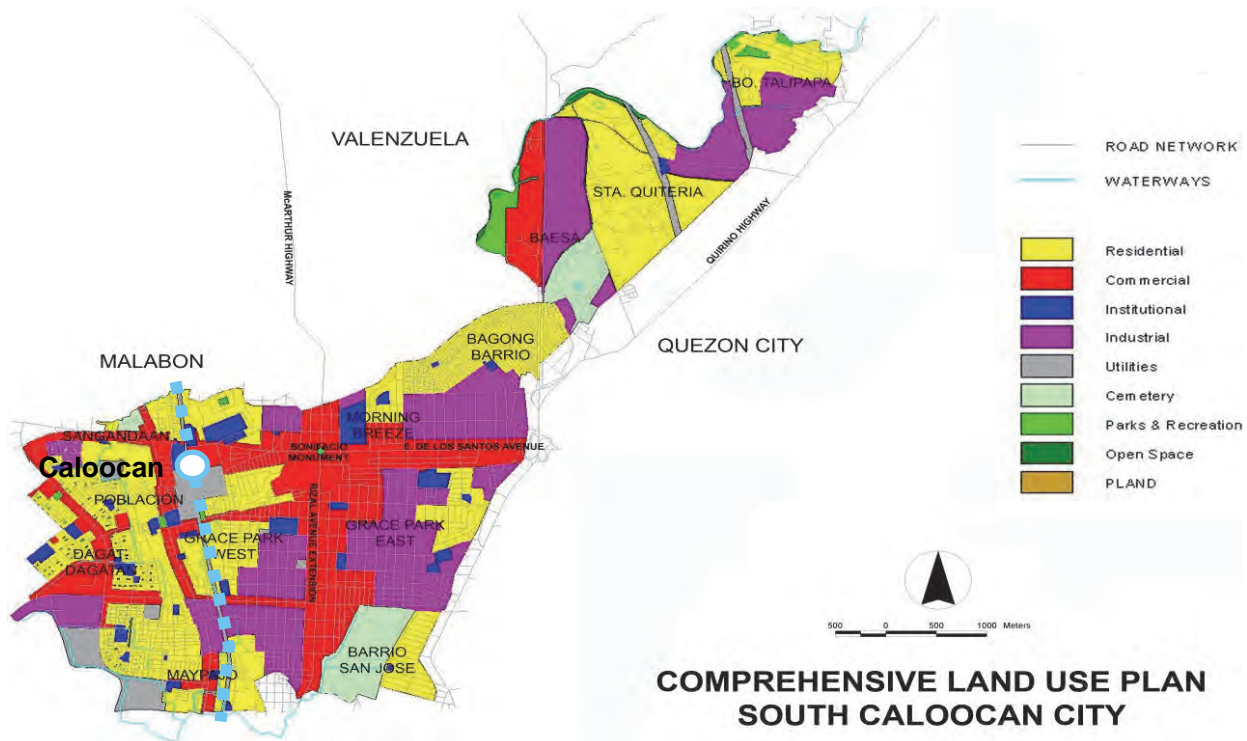 BO. TALIPAPA
VALENZUELA
McARTHUR HIGHWAY
STA. QUITERIA
BAESA
QUIRINO HIGHWAY
QUEZON CITY
BAGONG
BARRIO
MALABON
MORNING
BREEZE
SANGANDAAN
BONIFACIO
MONUMENT
E. DE LOS SANTOS AVENUE
Caloocan
POBLACION
GRACE PARK
WEST
RIZAL AVENUE EXTENSION
GRACE PARK
EAST
DAGAT-
DAGATAN
MAYPAJO
BARRIO
SAN JOSE
ROAD NETWORK
WATERWAYS
Residential
Commercial
Institutional
Industrial
Utilities
Cemetery
Parks & Recreation
Open Space
PLAND
500 0 500 1000 Meters
COMPREHENSIVE LAND USE PLAN
SOUTH CALOOCAN CITY